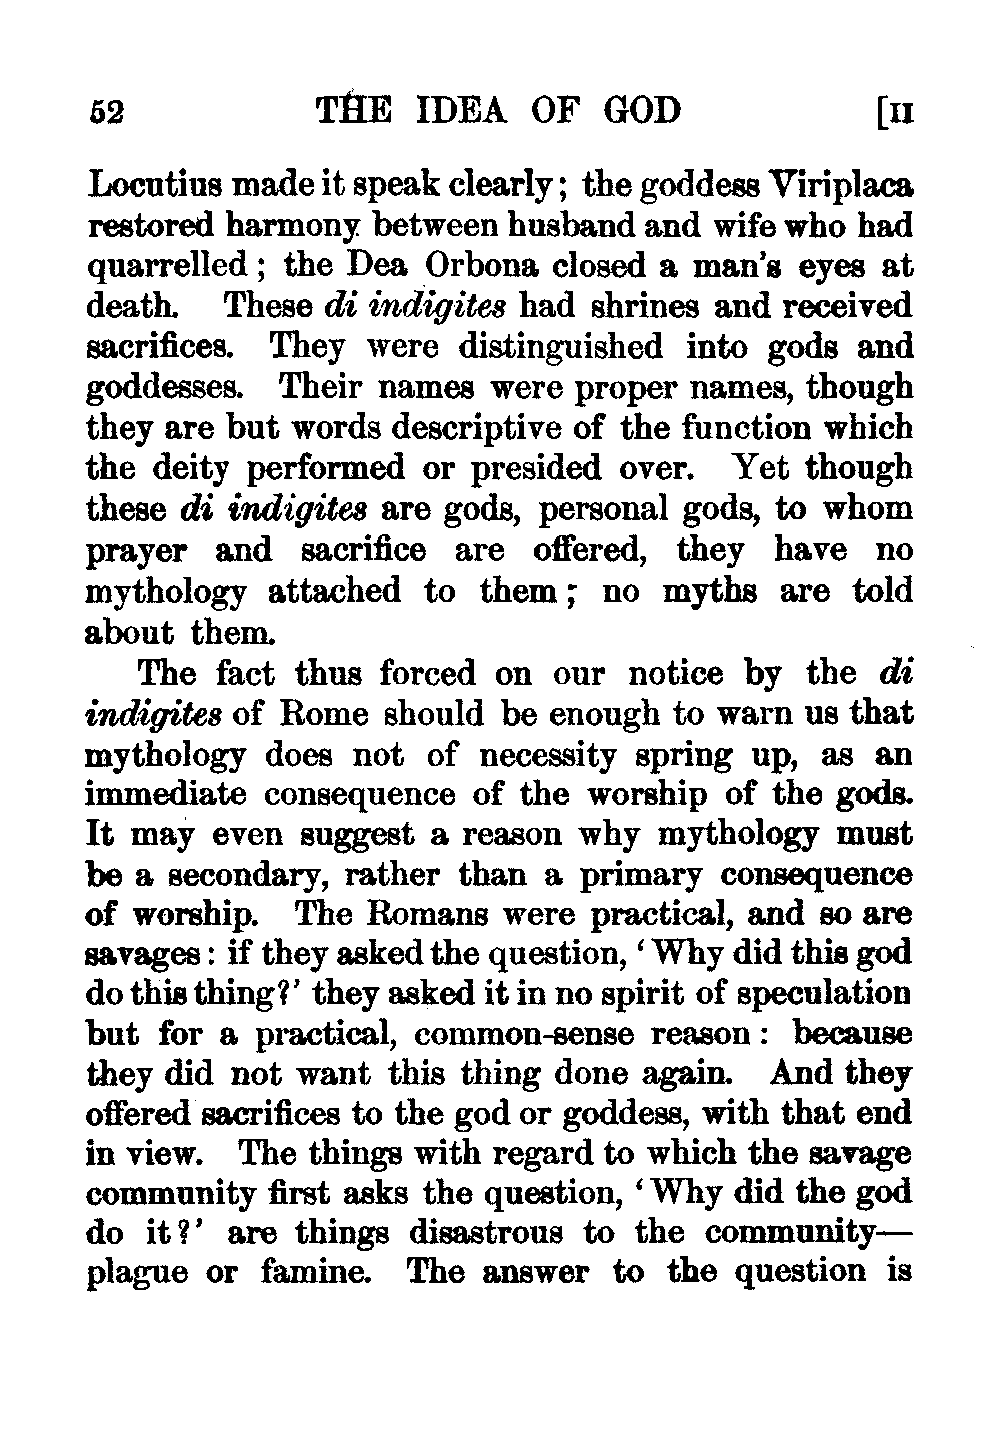 52 THE IDEA OF GOD [II
Locutius made it speak clearly; the goddess Viriplaca
restored harmony between husband and wife who had
quarrelled; the Dea Orbona closed a man's eyes at
death. These di indigites had shrines and received
sacrifices. They were distinguished into gods and
goddesses. Their names were proper names, though
they are but words descriptive of the function which
the deity performed or presided over. Yet though
these di indigites are gods, personal gods, to whom
prayer and sacrifice are offered, they have no
mythology attached to them; no myths are told
about them.
The fact thus forced on our notice by the di
indigites of Rome should be enough to warn us that
mythology does not of necessity spring up, as an
immediate consequence of the worship of the gods.
It may even suggest a reason why mythology must
be a secondary, rather than a primary consequence
of worship. The Romans were practical, and so are
savages: if they asked the question, 'Why did this god
do this thing?' they asked it in no spirit of speculation
but for a practical, common-sense reason: because
they did not want this thing done again. And they
offered sacrifices to the god or goddess, with that end
in view. The things with regard to which the savage
community first asks the question, 'Why did the god
do it?' are things disastrous to the community—
plague or famine. The answer to the question is